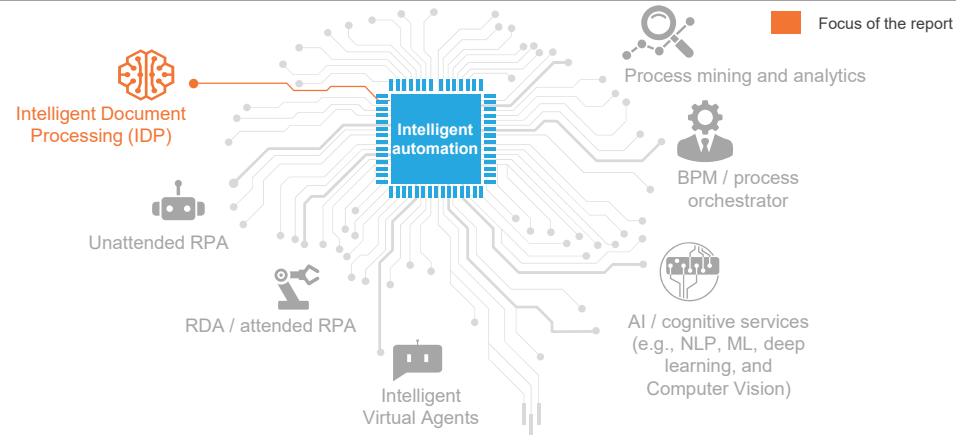 Focus of the report
Process mining and analytics
Intelligent Document
Processing (IDP)
Intelligent
automation
BPM / process
orchestrator
Unattended RPA
RDA / attended RPA
AI / cognitive services
(e.g., NLP, ML, deep
learning, and
Computer Vision)
Intelligent
Virtual Agents